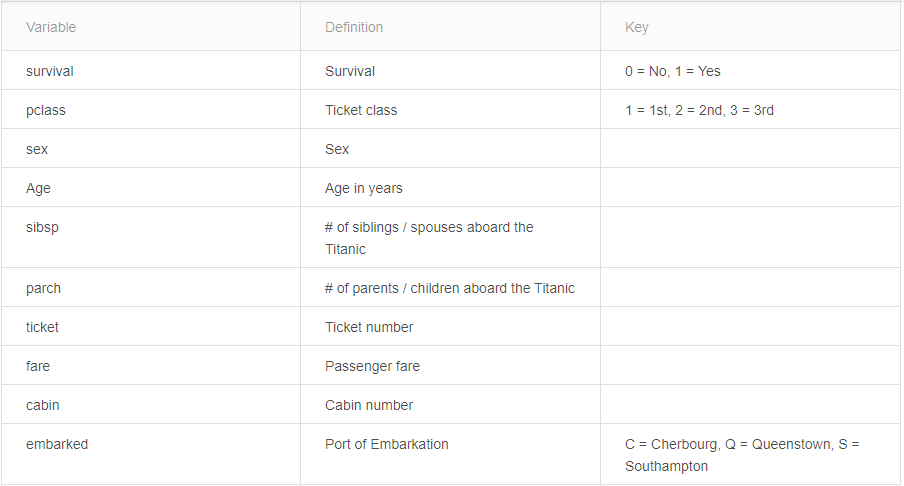 Variable Definition Key
survival Survival 0 = No, 1 = Yes
pclass Ticket class 1 = 1st, 2 = 2nd, 3 = 3rd
sex Sex
Age Age in years
sibsp # of siblings / spouses aboard the
Titanic
parch # of parents / children aboard the Titanic
ticket Ticket number
fare Passenger fare
cabin Cabin number
embarked Port of Embarkation C = Cherbourg, Q = Queenstown, S =
Southampton